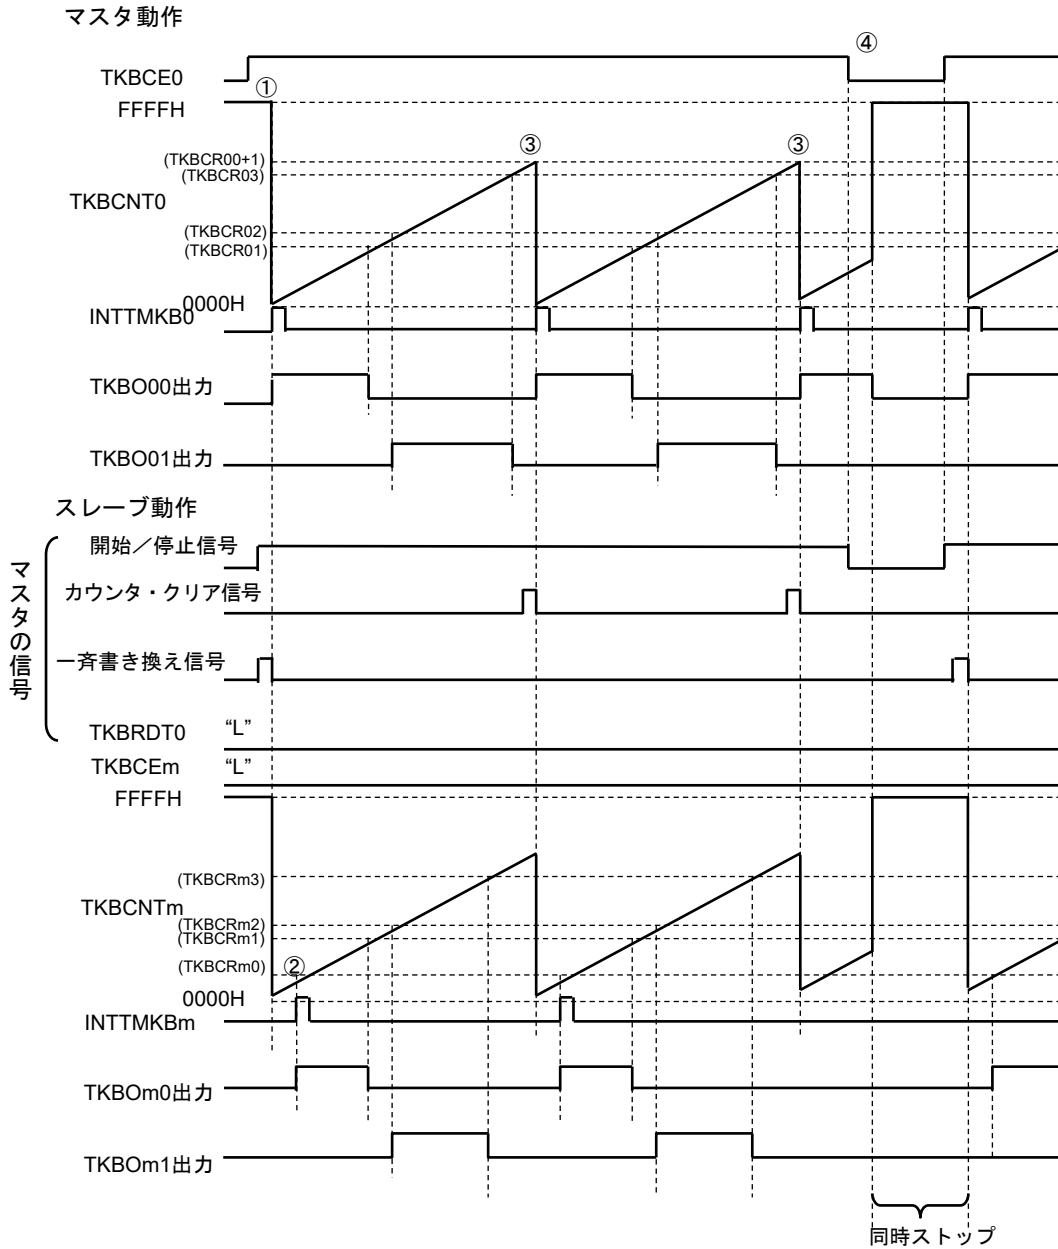 マスタ動作
④
TKBCE0
①
FFFFH
③
③
(TKBCR00+1)
(TKBCR03)
TKBCNT0
(TKBCR02)
(TKBCR01)
0000H
INTTMKB0
TKBO00出力
TKBO01出力
スレーブ動作
マスタの信号
開始／停止信号
カウンタ・クリア信号
一斉書き換え信号
TKBRDT0 “L”
TKBCEm “L”
FFFFH
(TKBCRm3)
TKBCNTm
(TKBCRm2)
(TKBCRm1)
(TKBCRm0)
②
0000H
INTTMKBm
TKBOm0出力
TKBOm1出力
同時ストップ